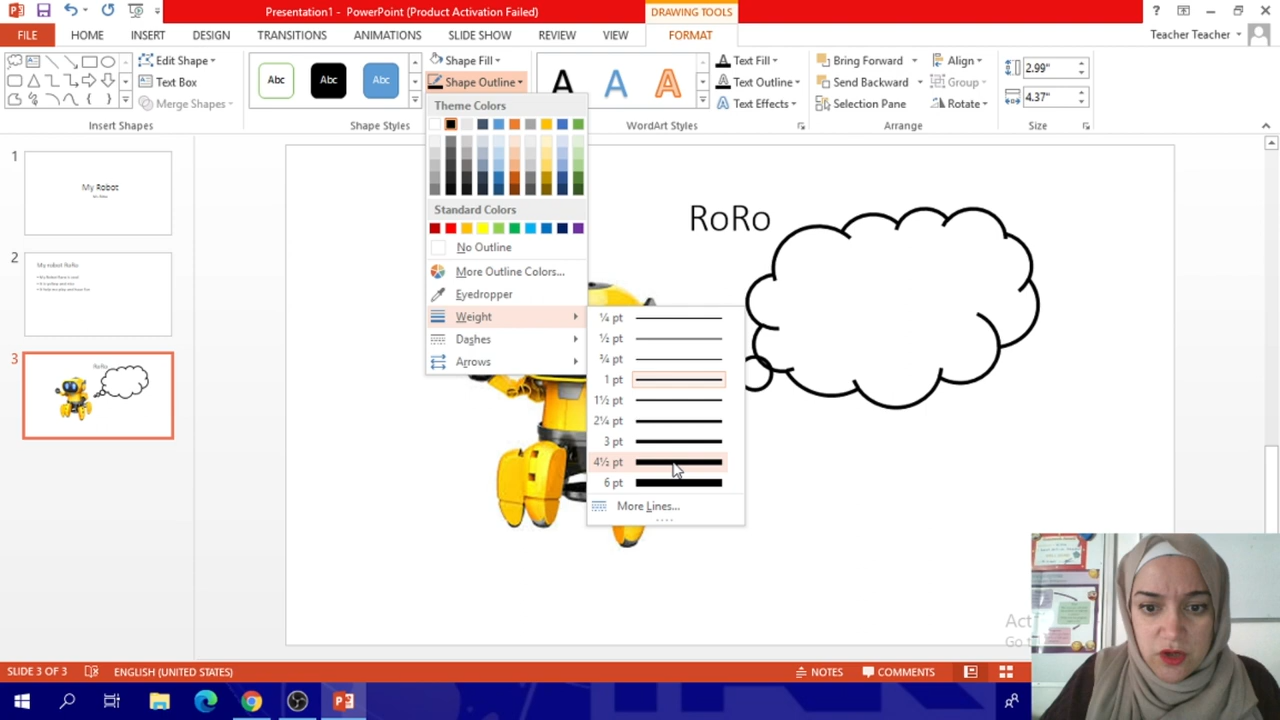 Presentation1 - PowerPoint (Product Activation Failed)
DRAWING TOOLS
FILE HOME INSERT DESIGN TRANSITIONS ANIMATIONS SLIDE SHOW REVIEW VIEW FORMAT
Teacher Teacher
Edit Shape
Text Box
Merge Shapes
Insert Shapes
Abc Abc Abc
Shape Fill
Shape Outline
Shape Styles
A A A
Text Fill
Text Outline
Text Effects
WordArt Styles
Bring Forward
Send Backward
Selection Pane
Align
Group
Rotate
Arrange
2.99"
4.37"
Size
Theme Colors
Standard Colors
No Outline
More Outline Colors...
Eyedropper
Weight
Dashes
Arrows
¼ pt
½ pt
¾ pt
1 pt
1½ pt
2¼ pt
3 pt
4½ pt
6 pt
More Lines...
1
My Robot
2
My robot RoRo
3
RoRo
RoRo
SLIDE 3 OF 3
ENGLISH (UNITED STATES)
NOTES
COMMENTS